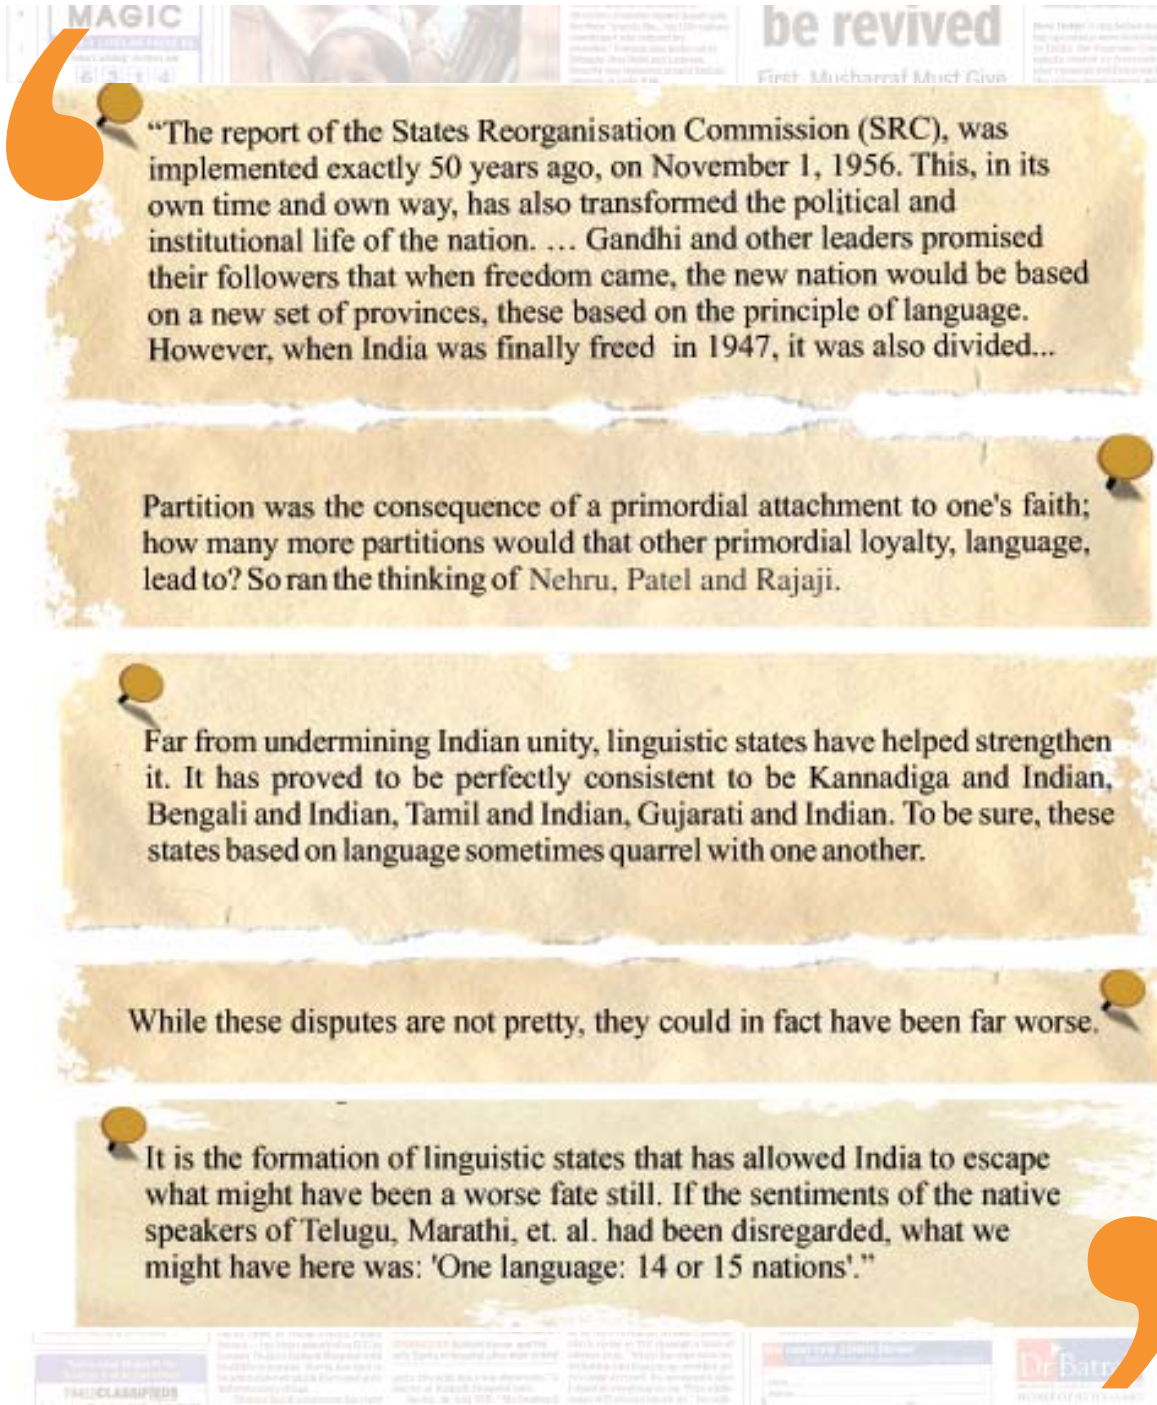 MAGIC
6 3 1 4
be revived
First, Musharraf Must Give
“The report of the States Reorganisation Commission (SRC), was
implemented exactly 50 years ago, on November 1, 1956. This, in its
own time and own way, has also transformed the political and
institutional life of the nation. … Gandhi and other leaders promised
their followers that when freedom came, the new nation would be based
on a new set of provinces, these based on the principle of language.
However, when India was finally freed in 1947, it was also divided...
Partition was the consequence of a primordial attachment to one's faith;
how many more partitions would that other primordial loyalty, language,
lead to? So ran the thinking of Nehru, Patel and Rajaji.
Far from undermining Indian unity, linguistic states have helped strengthen
it. It has proved to be perfectly consistent to be Kannadiga and Indian,
Bengali and Indian, Tamil and Indian, Gujarati and Indian. To be sure, these
states based on language sometimes quarrel with one another.
While these disputes are not pretty, they could in fact have been far worse.
It is the formation of linguistic states that has allowed India to escape
what might have been a worse fate still. If the sentiments of the native
speakers of Telugu, Marathi, et. al. had been disregarded, what we
might have here was: 'One language: 14 or 15 nations'.”
CLASSIFIEDS